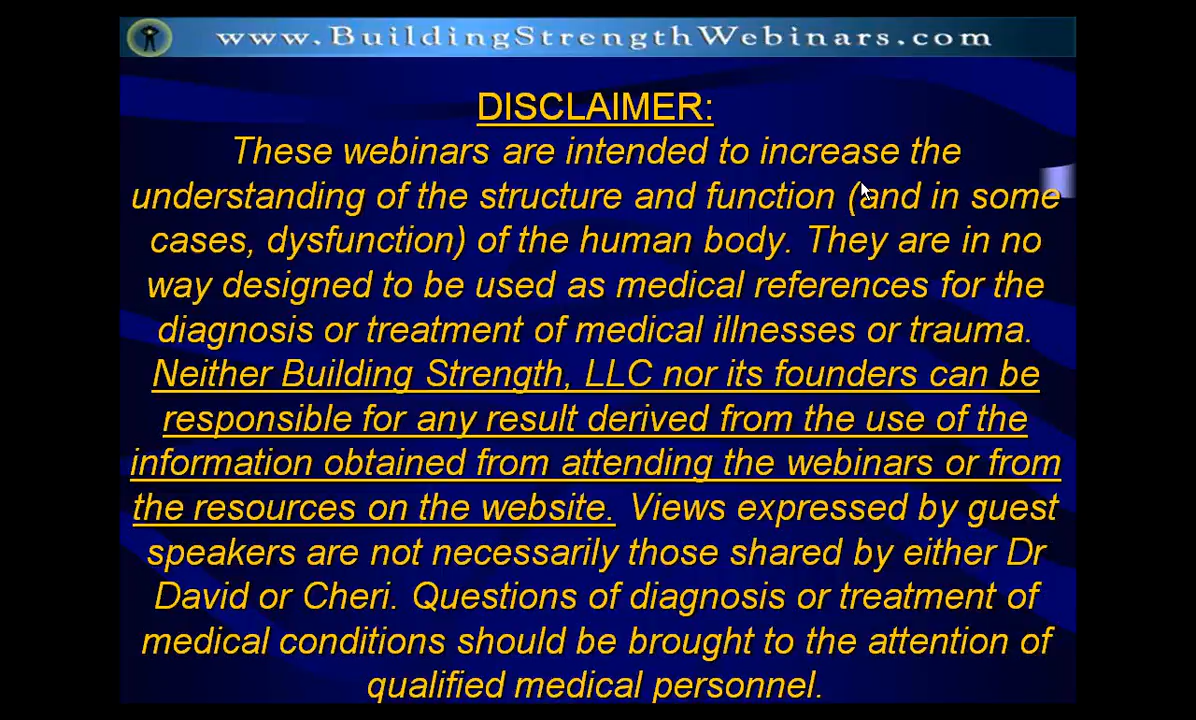 www.BuildingStrengthWebinars.com
DISCLAIMER:
These webinars are intended to increase the
understanding of the structure and function (and in some
cases, dysfunction) of the human body. They are in no
way designed to be used as medical references for the
diagnosis or treatment of medical illnesses or trauma.
Neither Building Strength, LLC nor its founders can be
responsible for any result derived from the use of the
information obtained from attending the webinars or from
the resources on the website. Views expressed by guest
speakers are not necessarily those shared by either Dr
David or Cheri. Questions of diagnosis or treatment of
medical conditions should be brought to the attention of
qualified medical personnel.